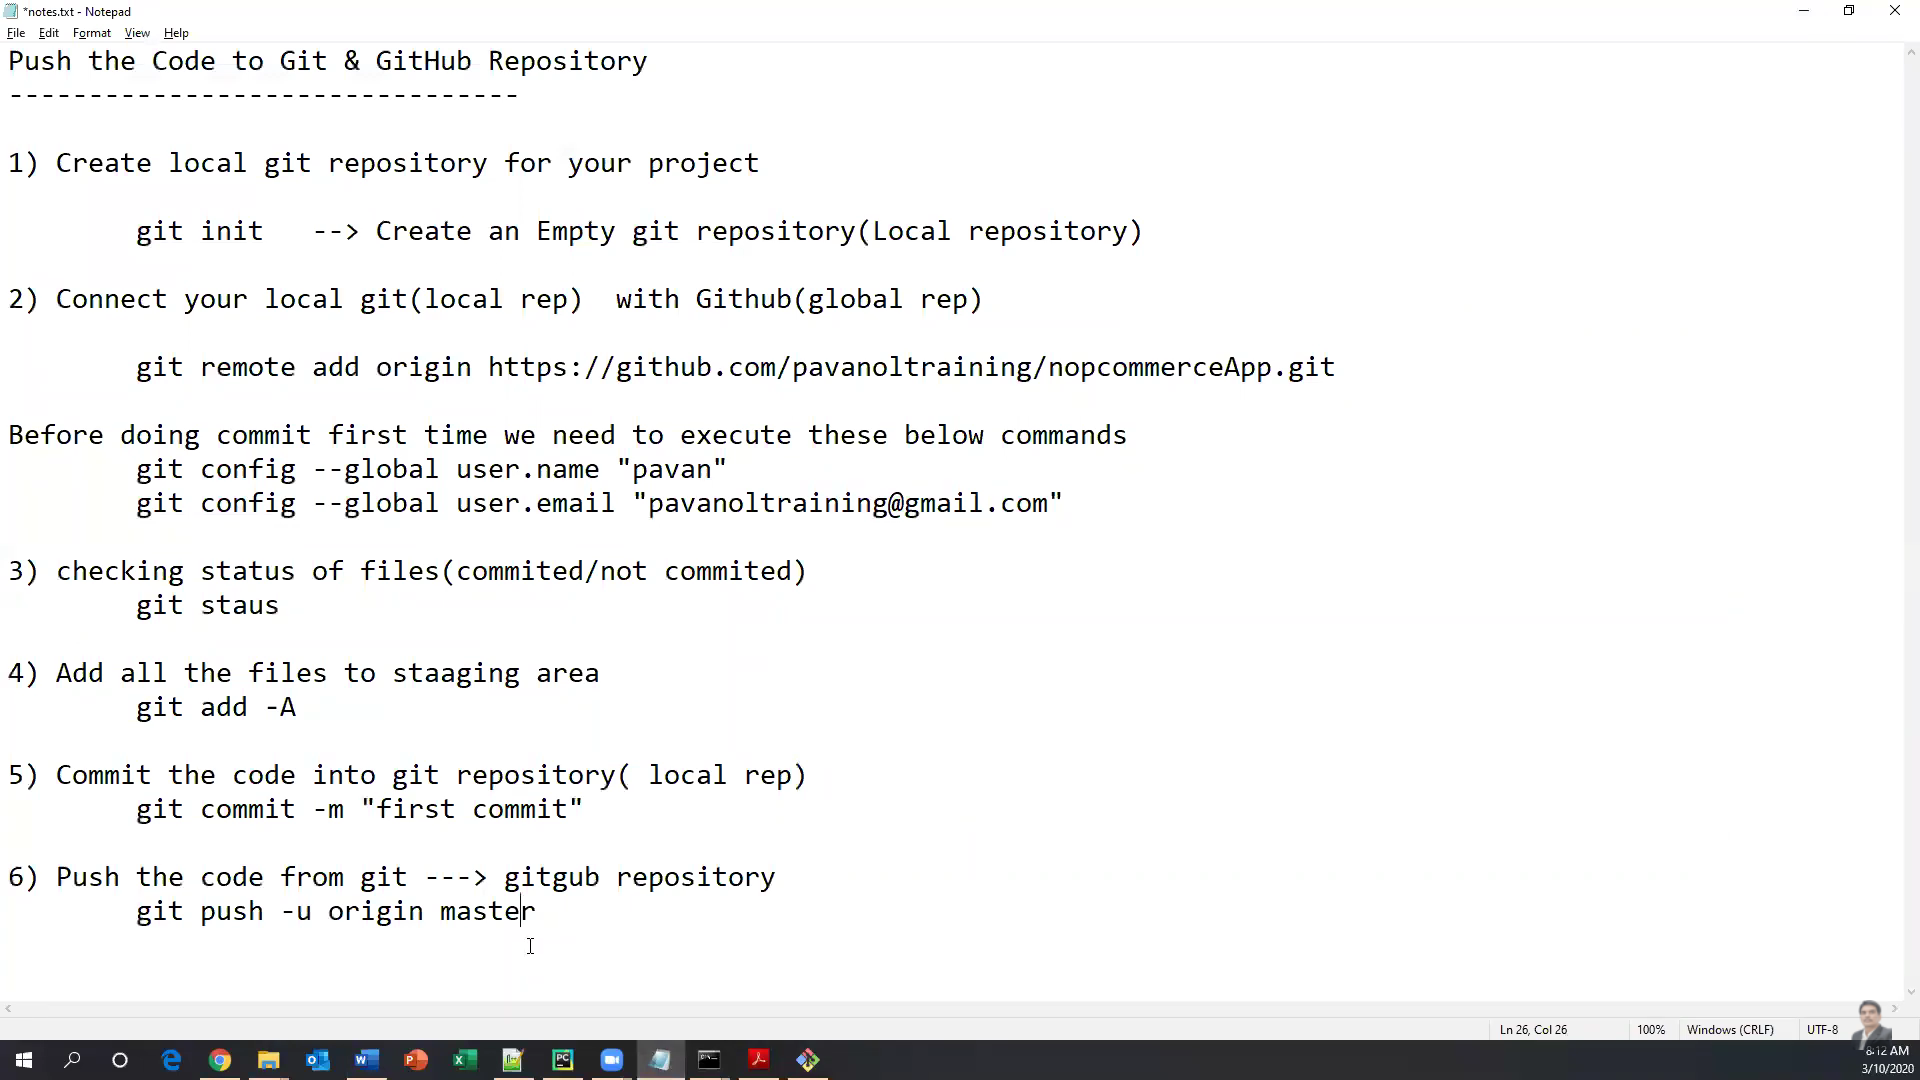 *notes.txt - Notepad
File Edit Format View Help
Push the Code to Git & GitHub Repository
--------------------------------
1) Create local git repository for your project
git init --> Create an Empty git repository(Local repository)
2) Connect your local git(local rep) with Github(global rep)
git remote add origin https://github.com/pavanoltraining/nopcommerceApp.git
Before doing commit first time we need to execute these below commands
git config --global user.name "pavan"
git config --global user.email "pavanoltraining@gmail.com"
3) checking status of files(commited/not commited)
git staus
4) Add all the files to staaging area
git add -A
5) Commit the code into git repository( local rep)
git commit -m "first commit"
6) Push the code from git ---> gitgub repository
git push -u origin master
Ln 26, Col 26 100% Windows (CRLF) UTF-8
8:12 AM
3/10/2020